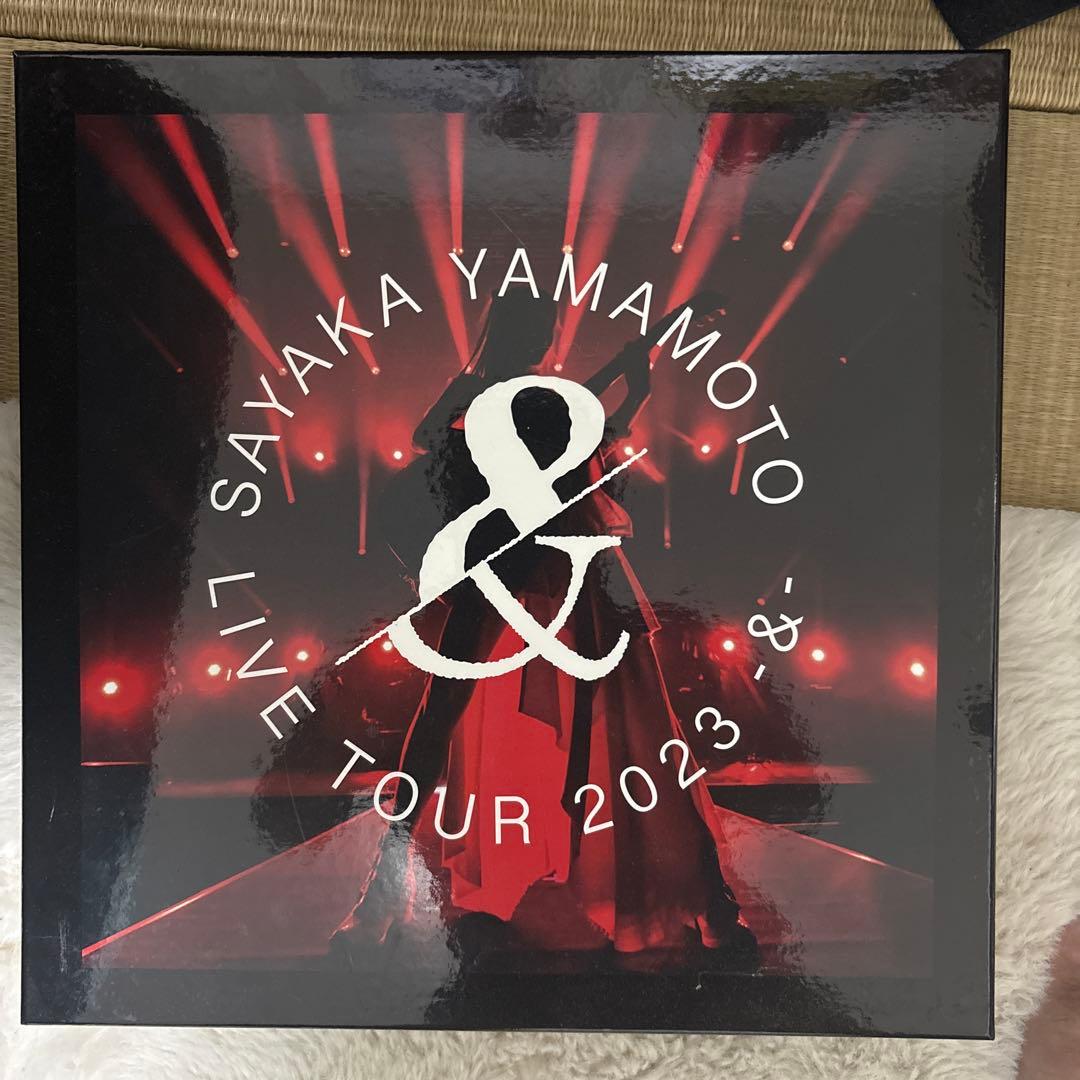 SAYAKA YAMAMOTO
LIVE TOUR 2023 -&-
&